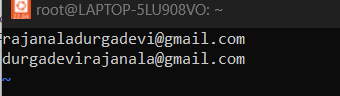 root@LAPTOP-5LU908VO: ~
rajanaladurgadevi@gmail.com
durgadevirajanala@gmail.com
~